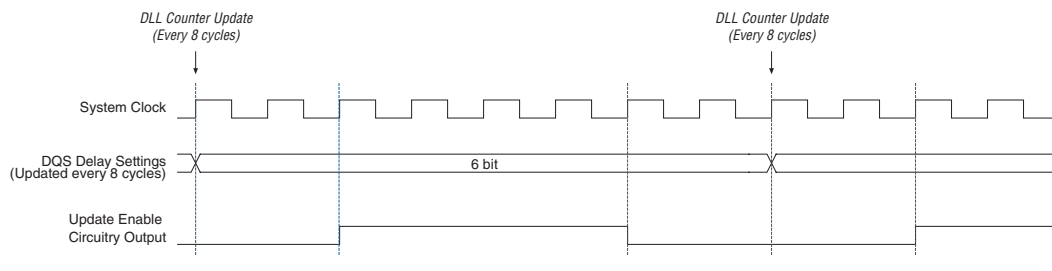 DLL Counter Update
(Every 8 cycles)
DLL Counter Update
(Every 8 cycles)
System Clock
DQS Delay Settings
(Updated every 8 cycles)
6 bit
Update Enable
Circuitry Output